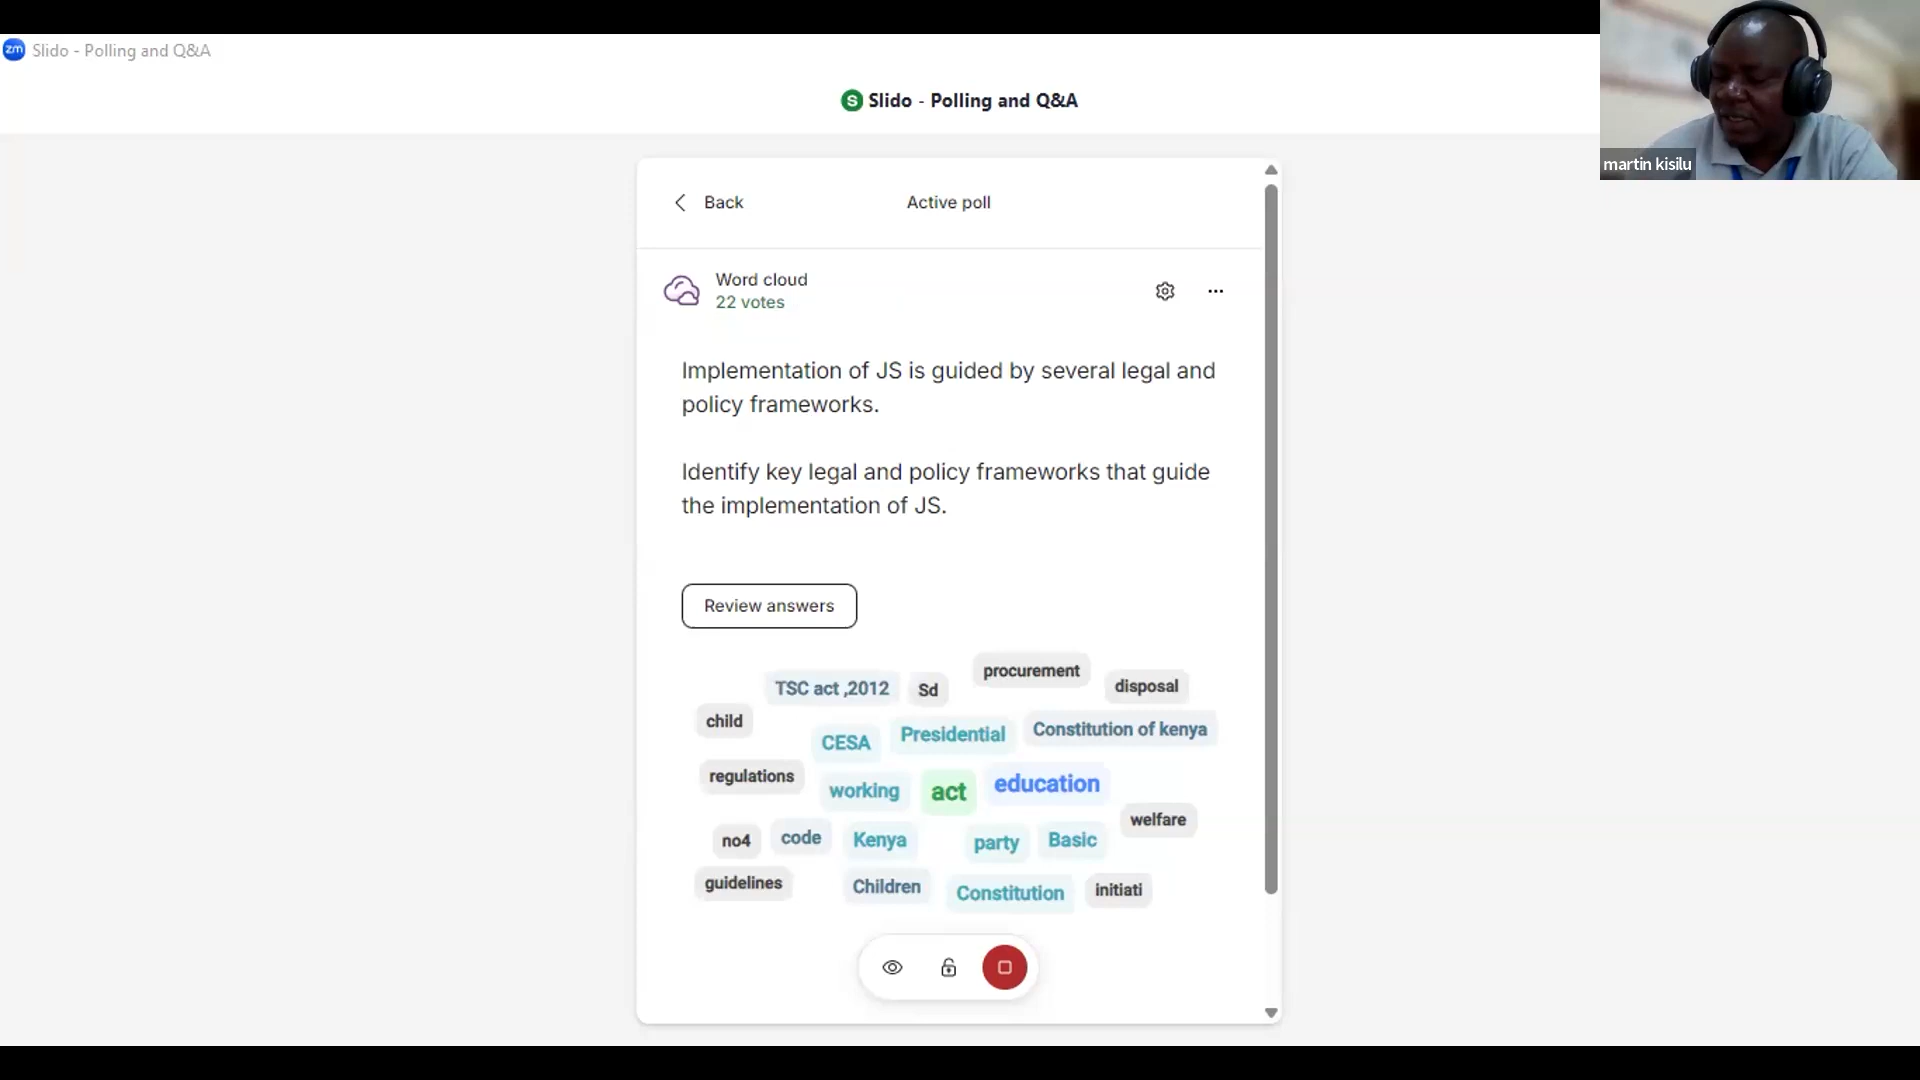 zm Slido - Polling and Q&A
S Slido - Polling and Q&A
martin kisilu
Back
Active poll
Word cloud
22 votes
Implementation of JS is guided by several legal and
policy frameworks.
Identify key legal and policy frameworks that guide
the implementation of JS.
Review answers
procurement
TSC act ,2012
Sd
disposal
child
CESA
Presidential
Constitution of kenya
regulations
working
act
education
welfare
no4
code
Kenya
party
Basic
guidelines
Children
Constitution
initiati